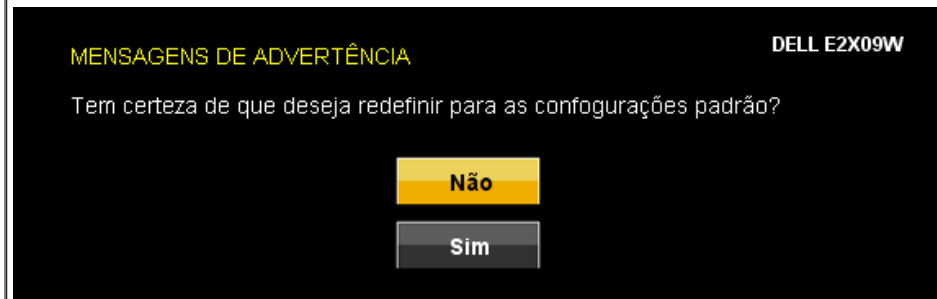 DELL E2X09W
MENSAGENS DE ADVERTÊNCIA
Tem certeza de que deseja redefinir para as confogurações padrão?
Não
Sim